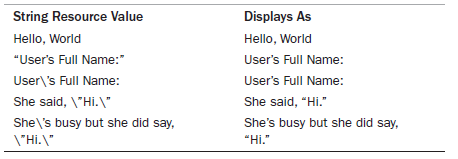 String Resource Value Displays As
Hello, World Hello, World
“User’s Full Name:” User’s Full Name:
User\’s Full Name: User’s Full Name:
She said, \”Hi.\” She said, “Hi.”
She\’s busy but she did say, She’s busy but she did say,
\”Hi.\” “Hi.”